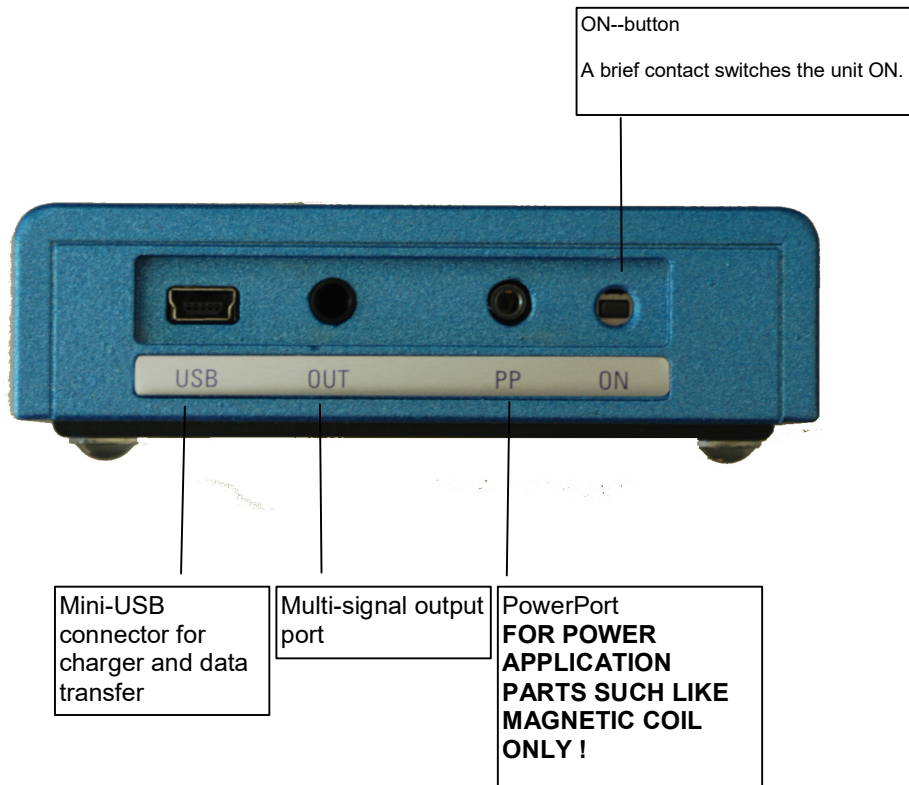 ON--button
A brief contact switches the unit ON.
USB OUT PP ON
Mini-USB
connector for
charger and data
transfer
Multi-signal output
port
PowerPort
FOR POWER
APPLICATION
PARTS SUCH LIKE
MAGNETIC COIL
ONLY !